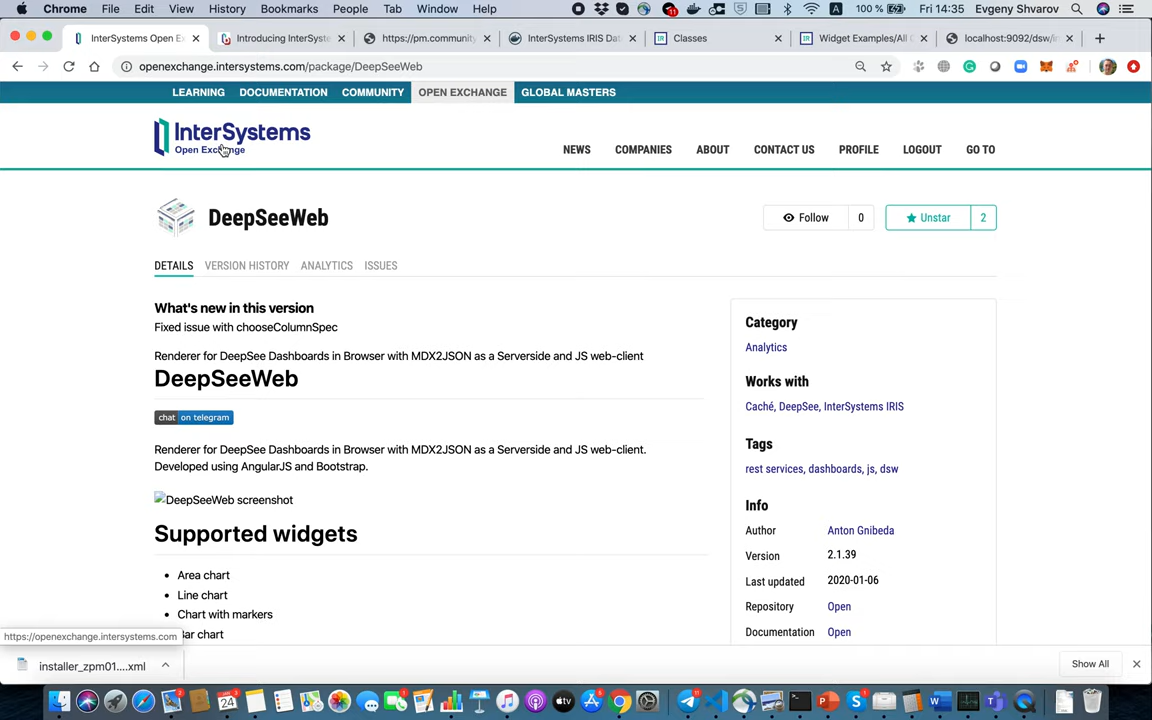 Chrome File Edit View History Bookmarks People Tab Window Help 100 % Fri 14:35 Evgeny Shvarov
InterSystems Open E × Introducing InterSyste × https://pm.community × InterSystems IRIS Dat × Classes × Widget Examples/All C × localhost:9092/dsw/in × +
openexchange.intersystems.com/package/DeepSeeWeb
LEARNING DOCUMENTATION COMMUNITY OPEN EXCHANGE GLOBAL MASTERS
InterSystems
Open Exchange
NEWS COMPANIES ABOUT CONTACT US PROFILE LOGOUT GO TO
DeepSeeWeb
Follow 0 Unstar 2
DETAILS VERSION HISTORY ANALYTICS ISSUES
What's new in this version
Fixed issue with chooseColumnSpec
Renderer for DeepSee Dashboards in Browser with MDX2JSON as a Serverside and JS web-client
DeepSeeWeb
chat on telegram
Renderer for DeepSee Dashboards in Browser with MDX2JSON as a Serverside and JS web-client.
Developed using AngularJS and Bootstrap.
DeepSeeWeb screenshot
Supported widgets
• Area chart
• Line chart
• Chart with markers
Bar chart
Category
Analytics
Works with
Caché, DeepSee, InterSystems IRIS
Tags
rest services, dashboards, js, dsw
Info
Author Anton Gnibeda
Version 2.1.39
Last updated 2020-01-06
Repository Open
Documentation Open
https://openexchange.intersystems.com
installer_zpm01....xml
Show All